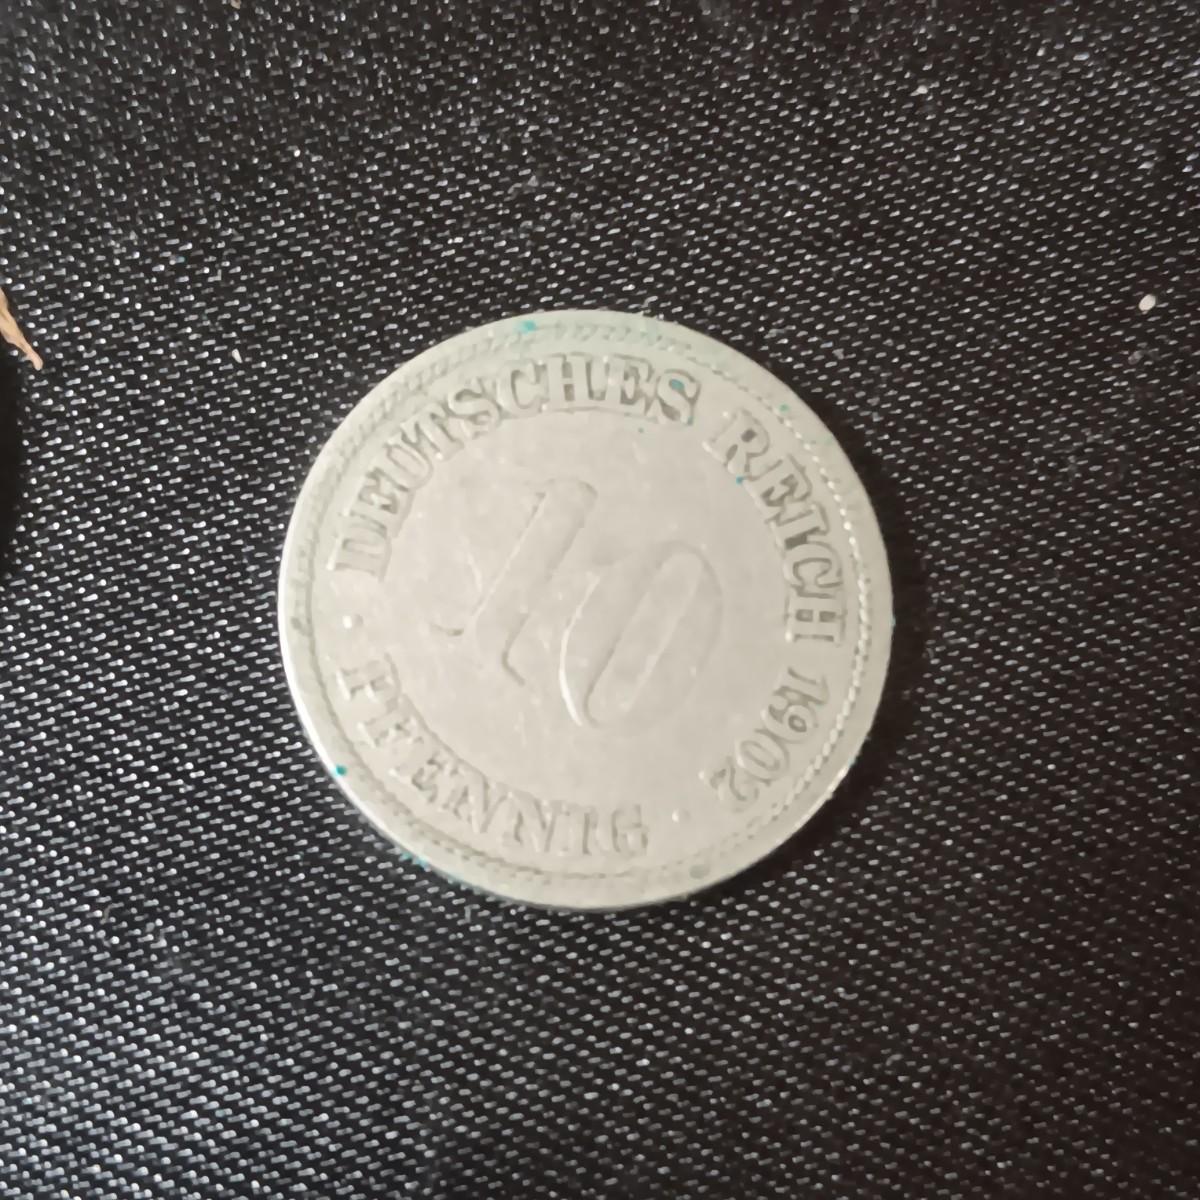 DEUTSCHES REICH 1902
10
· PFENNIG ·